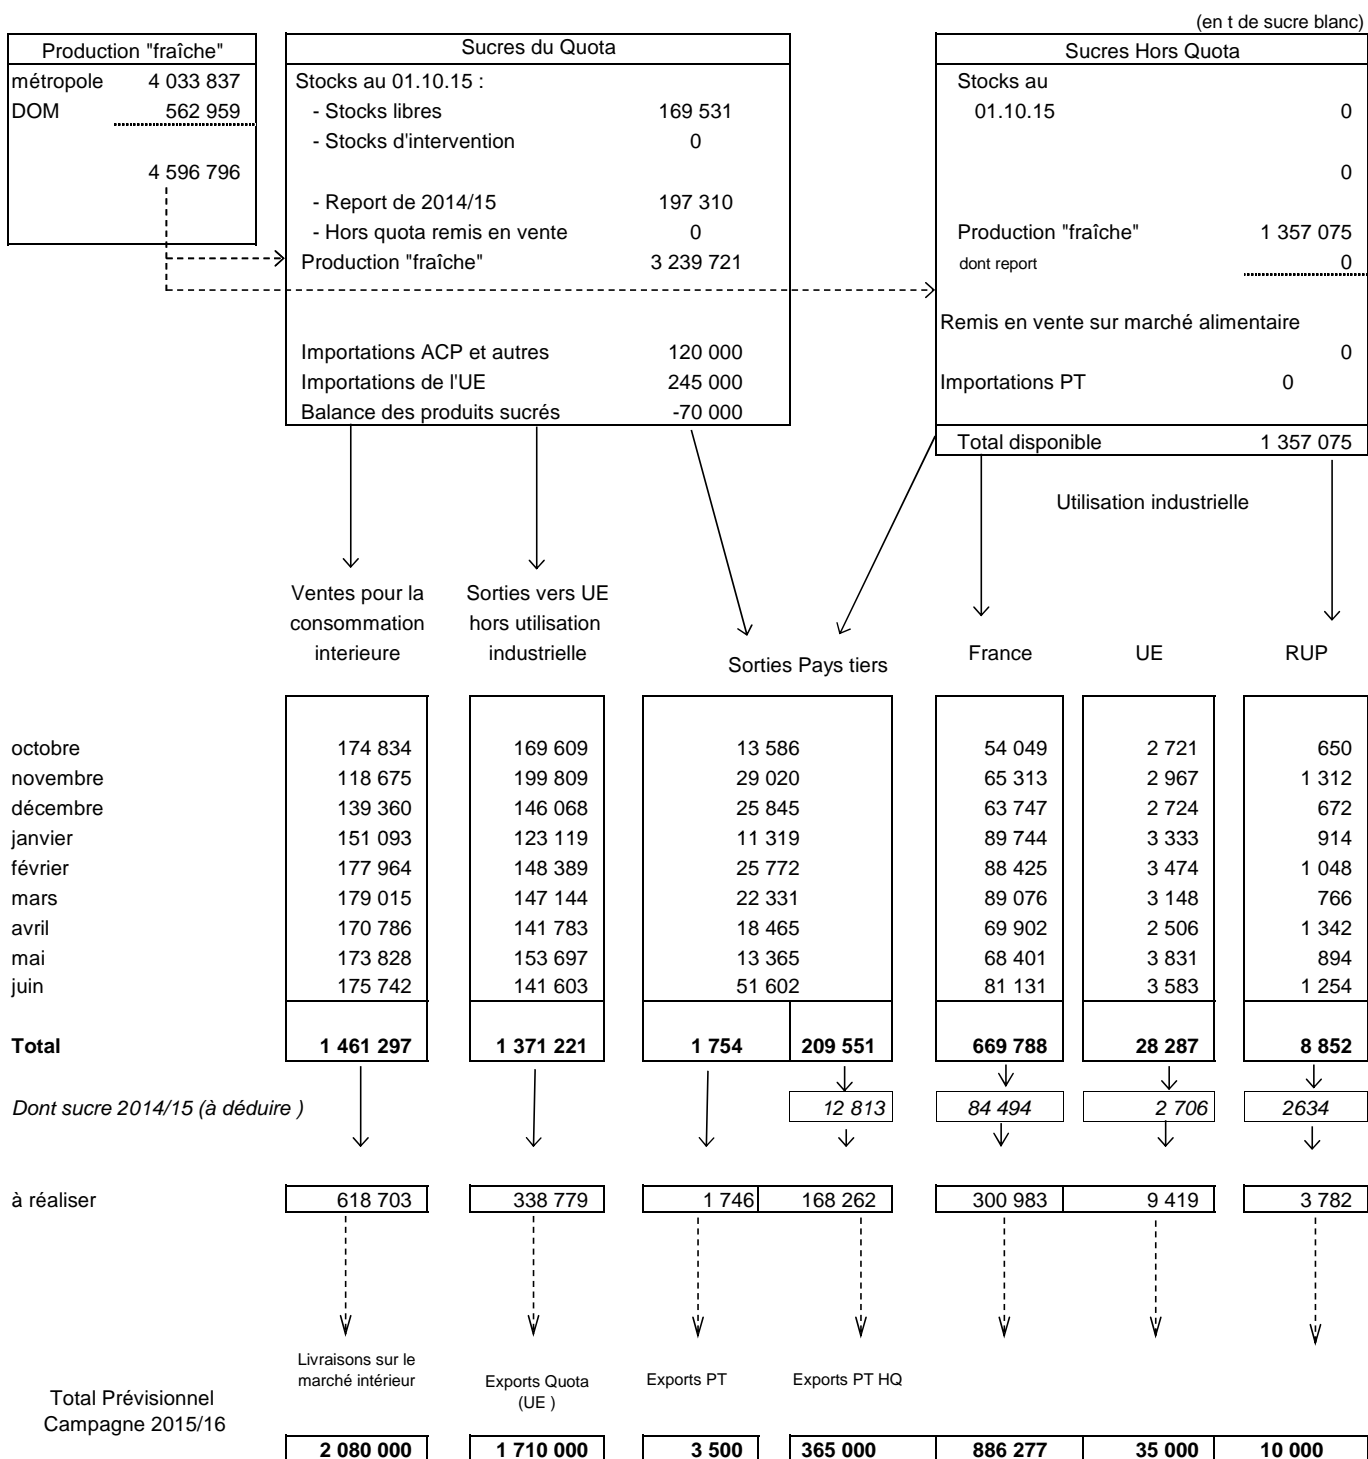 (en t de sucre blanc)
Production "fraîche" Sucres du Quota Sucres Hors Quota
métropole 4 033 837 Stocks au 01.10.15 : Stocks au
DOM 562 959 - Stocks libres 169 531 01.10.15 0
- Stocks d'intervention 0
4 596 796 0
- Report de 2014/15 197 310
- Hors quota remis en vente 0 Production "fraîche" 1 357 075
Production "fraîche" 3 239 721 dont report 0
Remis en vente sur marché alimentaire
Importations ACP et autres 120 000 0
Importations de l'UE 245 000 Importations PT 0
Balance des produits sucrés -70 000
Total disponible 1 357 075
Utilisation industrielle
Ventes pour la Sorties vers UE
consommation hors utilisation
interieure industrielle Sorties Pays tiers France UE RUP
octobre 174 834 169 609 13 586 54 049 2 721 650
novembre 118 675 199 809 29 020 65 313 2 967 1 312
décembre 139 360 146 068 25 845 63 747 2 724 672
janvier 151 093 123 119 11 319 89 744 3 333 914
février 177 964 148 389 25 772 88 425 3 474 1 048
mars 179 015 147 144 22 331 89 076 3 148 766
avril 170 786 141 783 18 465 69 902 2 506 1 342
mai 173 828 153 697 13 365 68 401 3 831 894
juin 175 742 141 603 51 602 81 131 3 583 1 254
Total 1 461 297 1 371 221 1 754 209 551 669 788 28 287 8 852
Dont sucre 2014/15 (à déduire ) 12 813 84 494 2 706 2634
à réaliser 618 703 338 779 1 746 168 262 300 983 9 419 3 782
Livraisons sur le
marché intérieur Exports Quota Exports PT Exports PT HQ
Total Prévisionnel (UE )
Campagne 2015/16
2 080 000 1 710 000 3 500 365 000 886 277 35 000 10 000